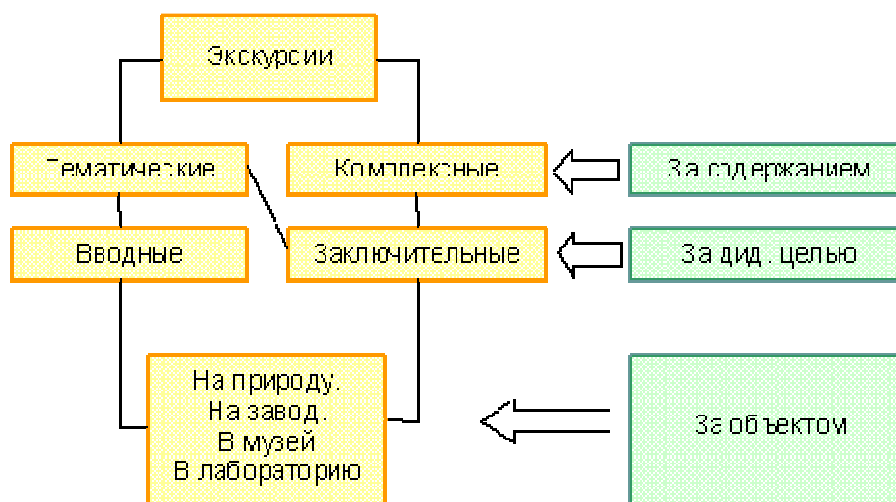 Экскурсии
Тематические
Комплексные
За содержанием
Вводные
Заключительные
За дид. целью
На природу.
На завод.
В музей
В лабораторию
За объектом